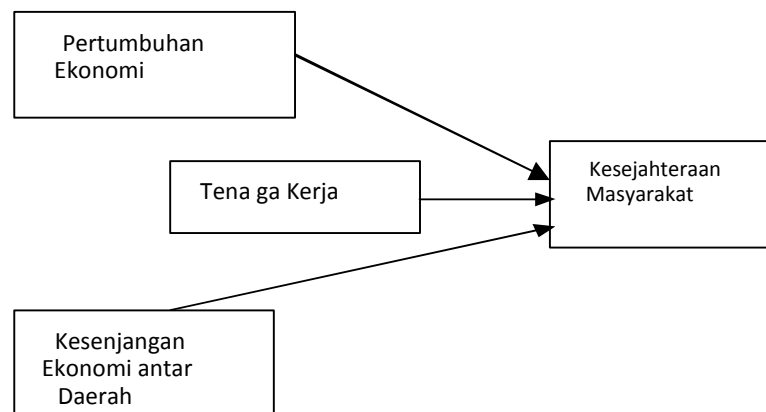 Pertumbuhan
Ekonomi
Tena ga Kerja
Kesejahteraan
Masyarakat
Kesenjangan
Ekonomi antar
Daerah